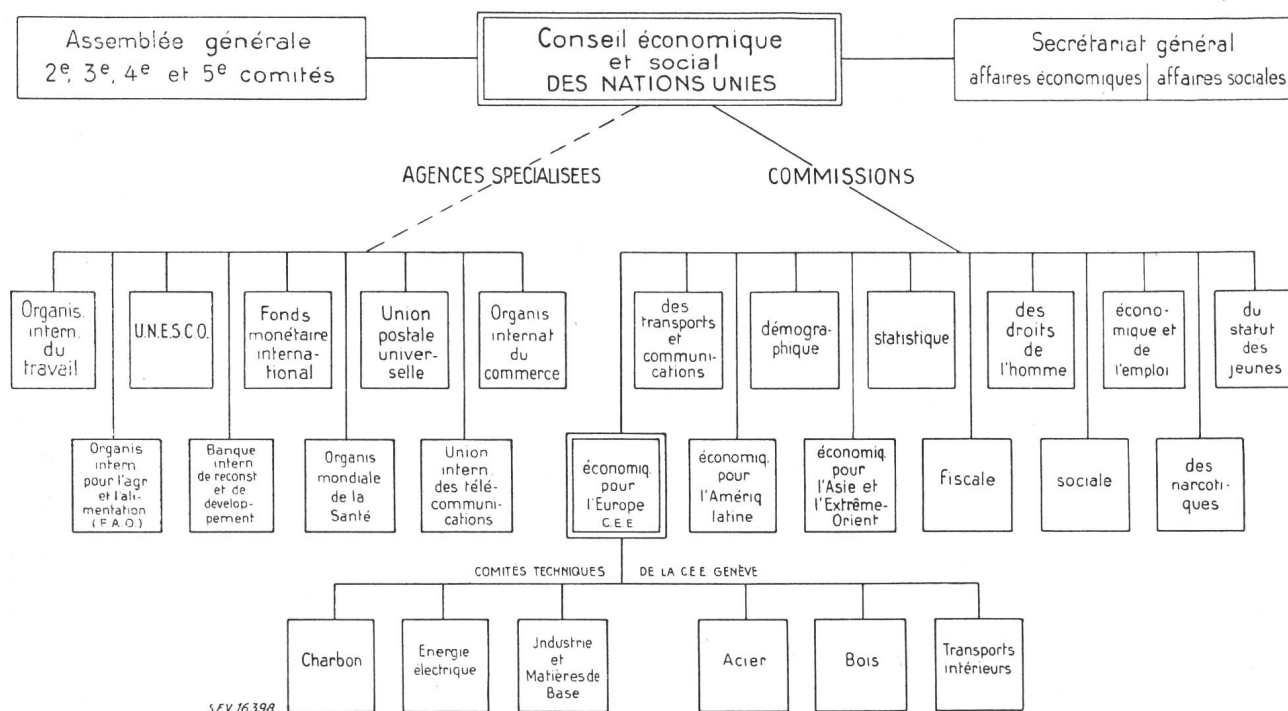 Assemblée générale
2e, 3e, 4e et 5e comités
Conseil économique
et social
DES NATIONS UNIES
Secrétariat général
affaires économiques
affaires sociales
AGENCES SPECIALISEES
COMMISSIONS
Organis.
intern.
du
travail
U.N.E.S.C.O.
Fonds
monétaire
interna-
tional
Union
postale
univer-
selle
Organis
internat
du
commerce
des
transports
et
communi-
cations
démogra-
phique
statistique
des
droits
de
l'homme
écono-
mique et
de
l'emploi
du
statut
des
jeunes
Organis
intern
pour l'agr
et l'ali-
mentation
(F.A.O.)
Banque
intern
de reconst
et de
dévelop-
pement
Organis
mondiale
de la
Santé
Union
intern.
des télé-
communi-
cations
économiq.
pour
l'Europe
C.E.E
économiq.
pour
l'Amériq
latine
économiq.
pour
l'Asie et
l'Extrême-
Orient
Fiscale
sociale
des
narcoti-
ques
COMITÉS TECHNIQUES DE LA C.E.E. GENÈVE
Charbon
Energie
électrique
Jndustrie
et
Matières de
Base
Acier
Bois
Transports
intérieurs
SEV 16398